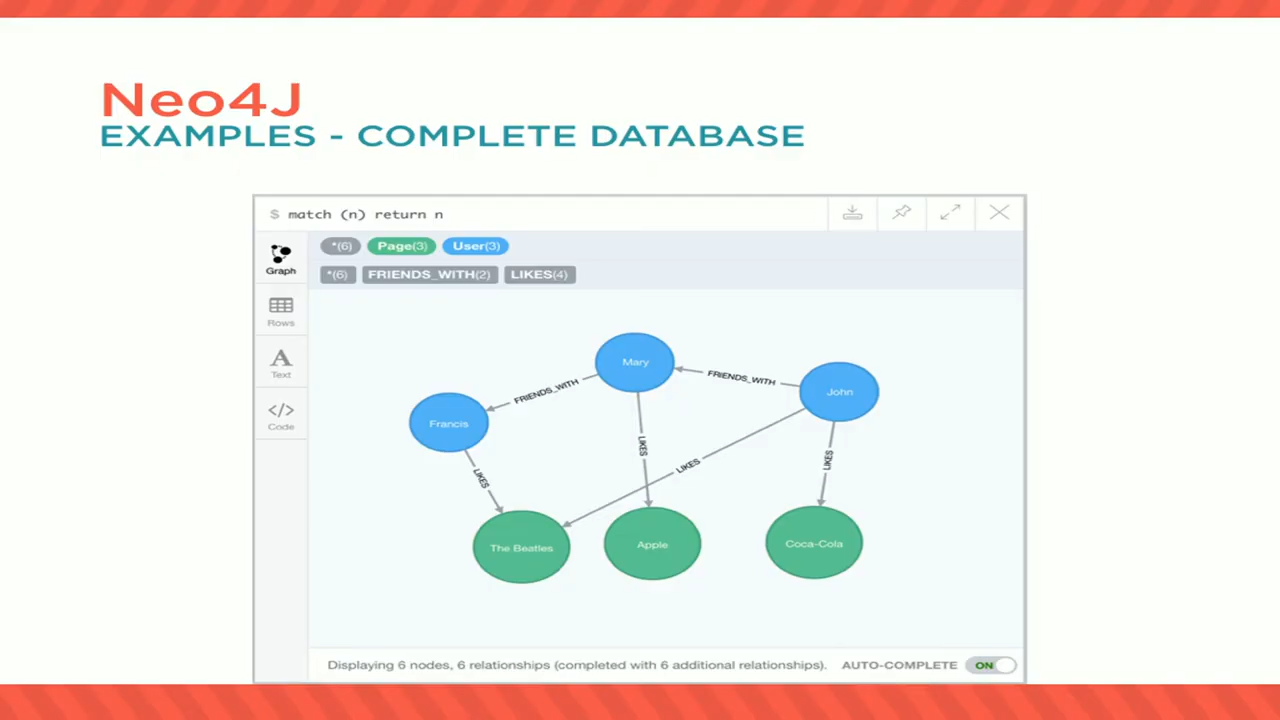 Neo4J
EXAMPLES - COMPLETE DATABASE
$ match (n) return n
*(6) Page(3) User(3)
*(6) FRIENDS_WITH(2) LIKES(4)
Graph
Rows
Text
Code
Mary
FRIENDS_WITH
FRIENDS_WITH
John
Francis
LIKES
LIKES
LIKES
LIKES
The Beatles
Apple
Coca-Cola
Displaying 6 nodes, 6 relationships (completed with 6 additional relationships). AUTO-COMPLETE ON